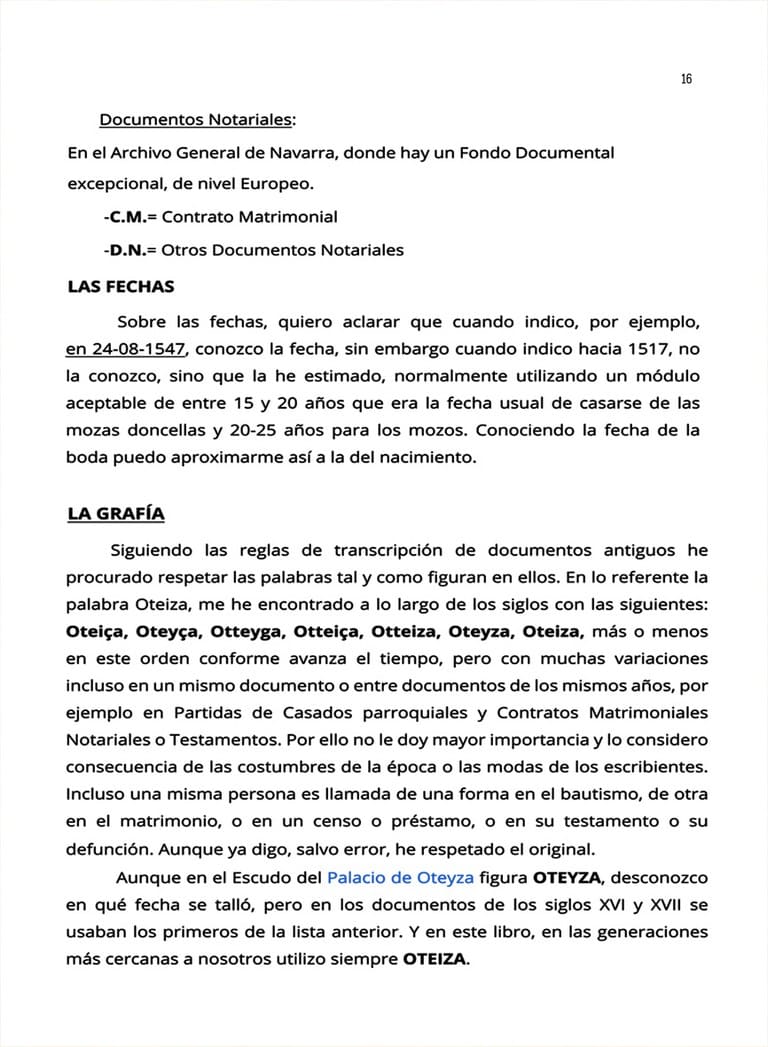 16
Documentos Notariales:
En el Archivo General de Navarra, donde hay un Fondo Documental
excepcional, de nivel Europeo.
-C.M.= Contrato Matrimonial
-D.N.= Otros Documentos Notariales
LAS FECHAS
Sobre las fechas, quiero aclarar que cuando indico, por ejemplo,
en 24-08-1547, conozco la fecha, sin embargo cuando indico hacia 1517, no
la conozco, sino que la he estimado, normalmente utilizando un módulo
aceptable de entre 15 y 20 años que era la fecha usual de casarse de las
mozas doncellas y 20-25 años para los mozos. Conociendo la fecha de la
boda puedo aproximarme así a la del nacimiento.
LA GRAFÍA
Siguiendo las reglas de transcripción de documentos antiguos he
procurado respetar las palabras tal y como figuran en ellos. En lo referente la
palabra Oteiza, me he encontrado a lo largo de los siglos con las siguientes:
Oteiça, Oteyça, Otteyga, Otteiça, Otteiza, Oteyza, Oteiza, más o menos
en este orden conforme avanza el tiempo, pero con muchas variaciones
incluso en un mismo documento o entre documentos de los mismos años, por
ejemplo en Partidas de Casados parroquiales y Contratos Matrimoniales
Notariales o Testamentos. Por ello no le doy mayor importancia y lo considero
consecuencia de las costumbres de la época o las modas de los escribientes.
Incluso una misma persona es llamada de una forma en el bautismo, de otra
en el matrimonio, o en un censo o préstamo, o en su testamento o su
defunción. Aunque ya digo, salvo error, he respetado el original.
Aunque en el Escudo del Palacio de Oteyza figura OTEYZA, desconozco
en qué fecha se talló, pero en los documentos de los siglos XVI y XVII se
usaban los primeros de la lista anterior. Y en este libro, en las generaciones
más cercanas a nosotros utilizo siempre OTEIZA.